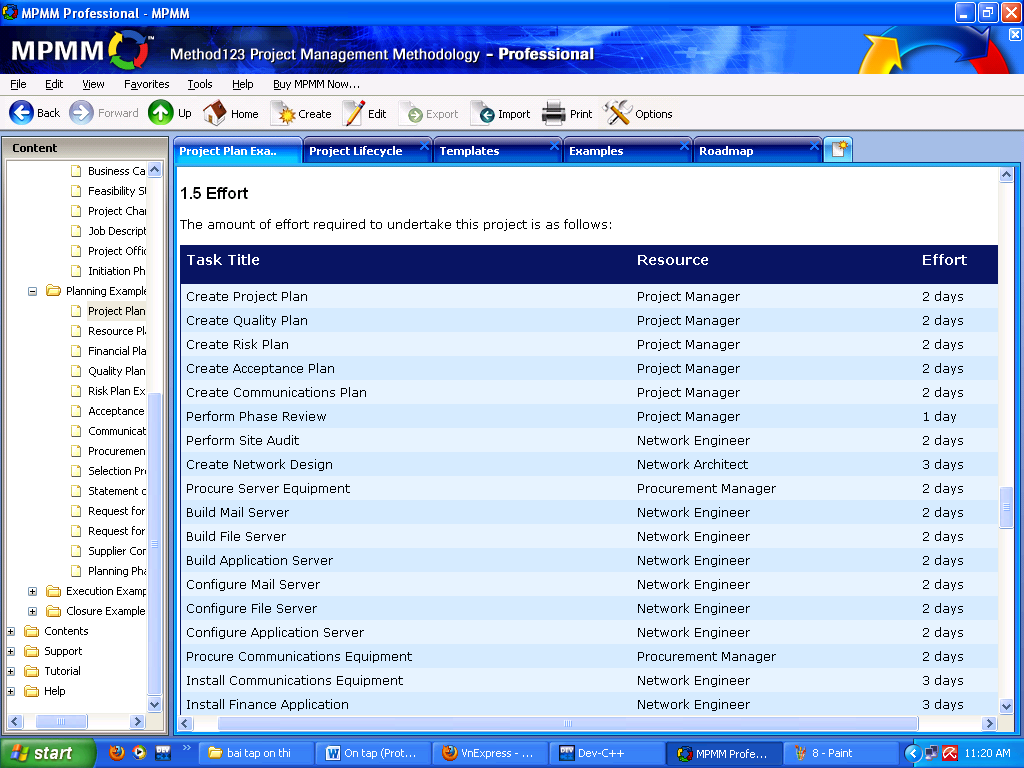 MPMM Professional - MPMM
MPMM™ Method123 Project Management Methodology - Professional
File Edit View Favorites Tools Help Buy MPMM Now...
Back Forward Up Home Create Edit Export Import Print Options
Content
Project Plan Exa.. Project Lifecycle Templates Examples Roadmap
Business Ca
Feasibility St
Project Char
Job Descript
Project Offic
Initiation Ph
Planning Example
Project Plan
Resource Pl
Financial Pla
Quality Plan
Risk Plan Ex
Acceptance
Communicat
Procuremen
Selection Pr
Statement o
Request for
Request for
Supplier Con
Planning Pha
Execution Examp
Closure Example
Contents
Support
Tutorial
Help
1.5 Effort
The amount of effort required to undertake this project is as follows:
Task Title Resource Effort
Create Project Plan Project Manager 2 days
Create Quality Plan Project Manager 2 days
Create Risk Plan Project Manager 2 days
Create Acceptance Plan Project Manager 2 days
Create Communications Plan Project Manager 2 days
Perform Phase Review Project Manager 1 day
Perform Site Audit Network Engineer 2 days
Create Network Design Network Architect 3 days
Procure Server Equipment Procurement Manager 2 days
Build Mail Server Network Engineer 2 days
Build File Server Network Engineer 2 days
Build Application Server Network Engineer 2 days
Configure Mail Server Network Engineer 2 days
Configure File Server Network Engineer 2 days
Configure Application Server Network Engineer 2 days
Procure Communications Equipment Procurement Manager 2 days
Install Communications Equipment Network Engineer 3 days
Install Finance Application Network Engineer 3 days
start bai tap on thi On tap (Prot... VnExpress - ... Dev-C++ MPMM Profe... 8 - Paint 11:20 AM